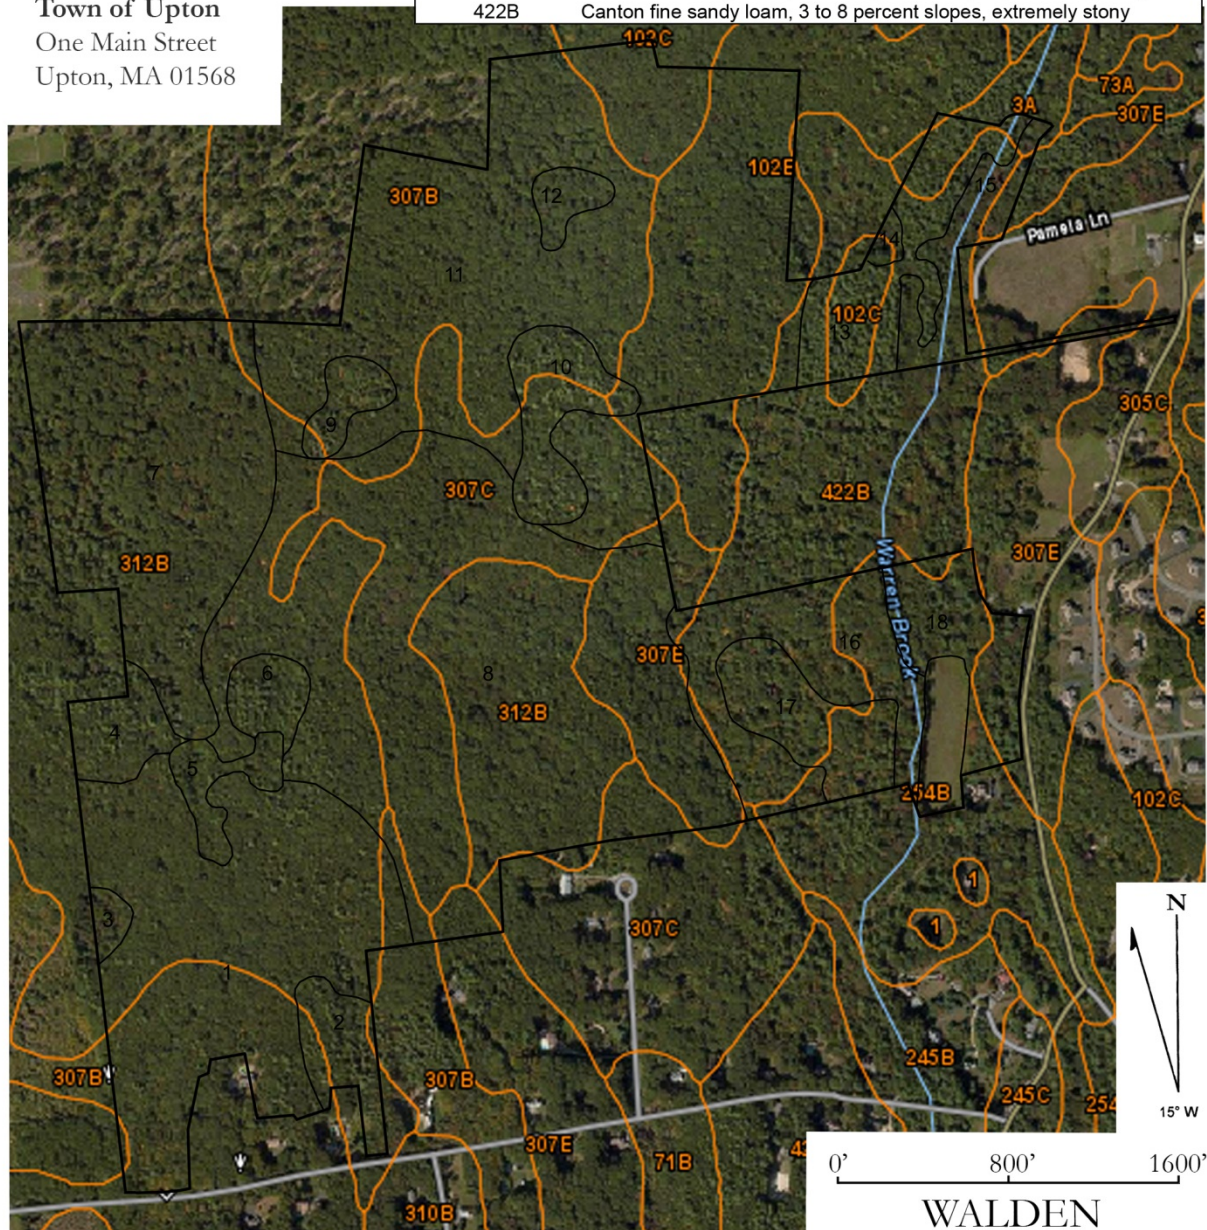 Town of Upton
One Main Street
Upton, MA 01568
422B Canton fine sandy loam, 3 to 8 percent slopes, extremely stony
102C
73A
3A
307E
102E
307B
12
15
Pamela Ln
14
11
102C
13
10
305C
9
7
307C
422B
312B
307E
Warren Brook
18
16
307E
6
8
312B
17
4
5
254B
102C
1
3
1
307C
N
1
2
245B
307B
307B
245C
254
15° W
307E
71B
0' 800' 1600'
310B
WALDEN